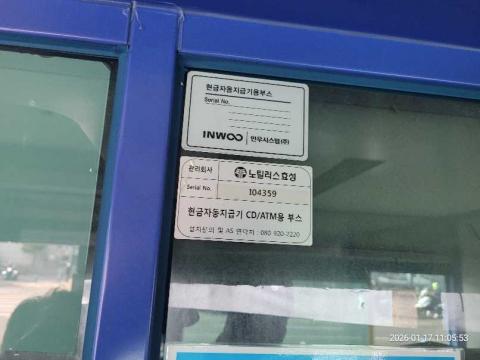 현금자동지급기용부스
Serial No.
INWOO 인우시스템(주)
관리회사 노틸러스효성
Serial No. I04359
현금자동지급기 CD/ATM용 부스
설치문의 및 AS 연락처 : 080-920-7220
2026-01-17 11:05:53